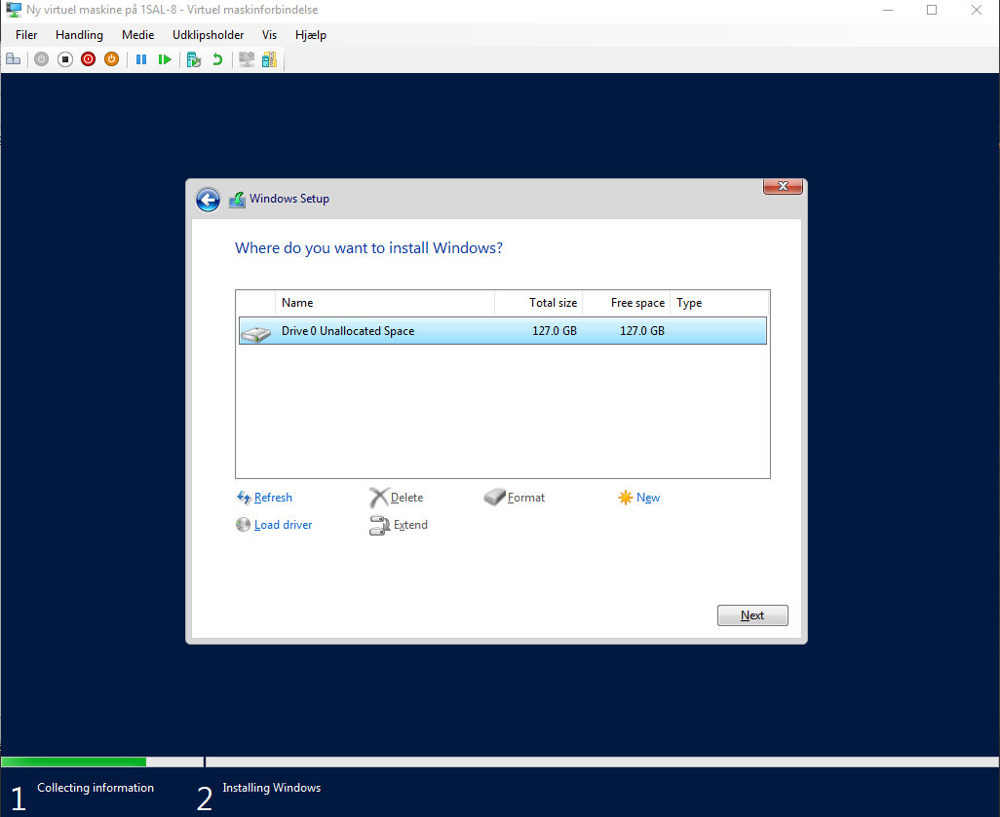 Ny virtuel maskine på 1SAL-8 - Virtuel maskinforbindelse
Filer Handling Medie Udklipsholder Vis Hjælp
Windows Setup
Where do you want to install Windows?
Name Total size Free space Type
Drive 0 Unallocated Space 127.0 GB 127.0 GB
Refresh Delete Format New
Load driver Extend
Next
1 Collecting information 2 Installing Windows